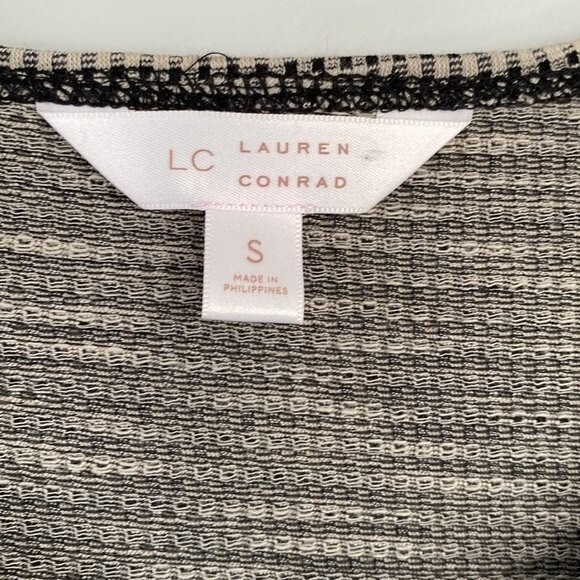 LC LAUREN
CONRAD
S
MADE IN
PHILIPPINES